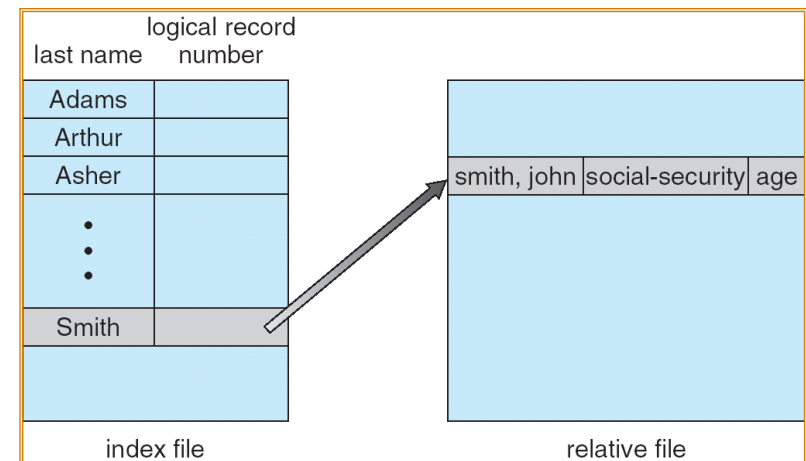 logical record
last name number
Adams
Arthur
Asher
smith, john social-security age
Smith
index file relative file